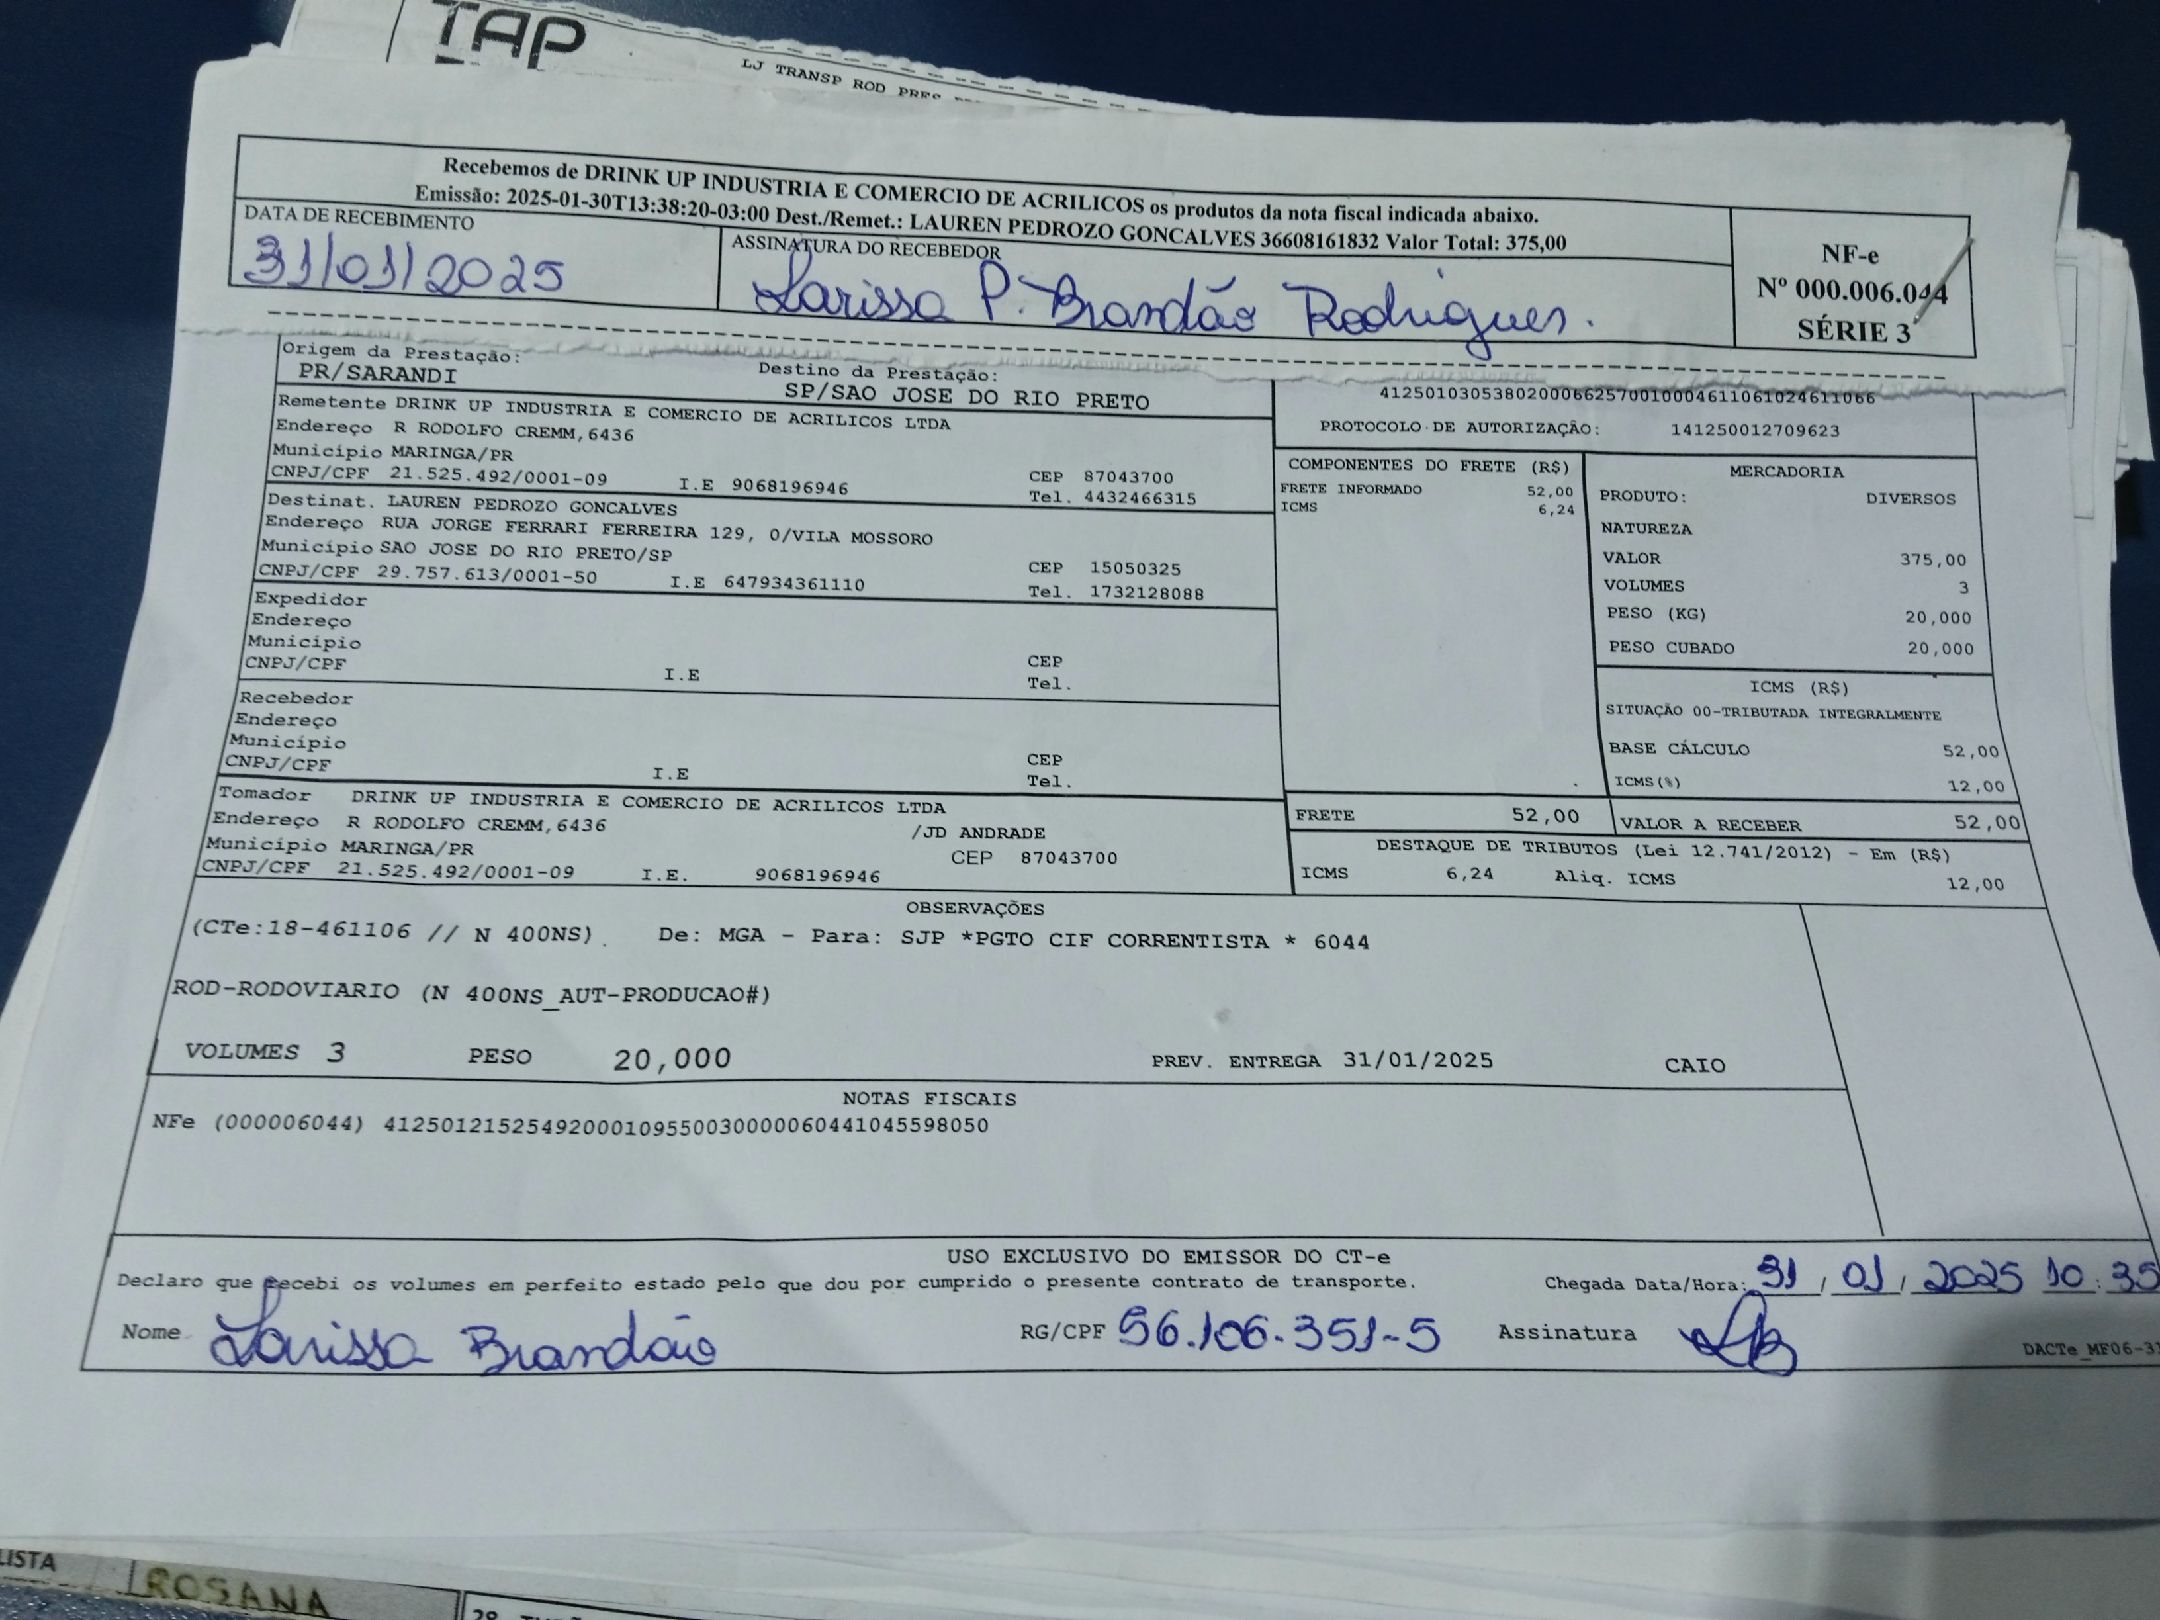 TAP
LJ TRANSP ROD PRES
Recebemos de DRINK UP INDUSTRIA E COMERCIO DE ACRILICOS os produtos da nota fiscal indicada abaixo.
Emissão: 2025-01-30T13:38:20-03:00 Dest./Remet.: LAUREN PEDROZO GONCALVES 36608161832 Valor Total: 375,00
DATA DE RECEBIMENTO
31/01/2025
ASSINATURA DO RECEBEDOR
Larissa P. Brandão Rodrigues.
NF-e
Nº 000.006.044
SÉRIE 3
Origem da Prestação:
PR/SARANDI
Destino da Prestação:
SP/SAO JOSE DO RIO PRETO
Remetente DRINK UP INDUSTRIA E COMERCIO DE ACRILICOS LTDA
Endereço R RODOLFO CREMM,6436
Município MARINGA/PR
CEP 87043700
CNPJ/CPF 21.525.492/0001-09 I.E 9068196946 Tel. 4432466315
Destinat. LAUREN PEDROZO GONCALVES
Endereço RUA JORGE FERRARI FERREIRA 129, 0/VILA MOSSORO
Município SAO JOSE DO RIO PRETO/SP
CEP 15050325
CNPJ/CPF 29.757.613/0001-50 I.E 647934361110 Tel. 1732128088
Expedidor
Endereço
Município
CEP
CNPJ/CPF I.E Tel.
Recebedor
Endereço
Município
CEP
CNPJ/CPF I.E Tel.
Tomador DRINK UP INDUSTRIA E COMERCIO DE ACRILICOS LTDA
Endereço R RODOLFO CREMM,6436 /JD ANDRADE
Município MARINGA/PR CEP 87043700
CNPJ/CPF 21.525.492/0001-09 I.E. 9068196946
41250103053802000662570010004611061024611066
PROTOCOLO DE AUTORIZAÇÃO: 141250012709623
COMPONENTES DO FRETE (R$)
FRETE INFORMADO 52,00
ICMS 6,24
MERCADORIA
PRODUTO: DIVERSOS
NATUREZA
VALOR 375,00
VOLUMES 3
PESO (KG) 20,000
PESO CUBADO 20,000
ICMS (R$)
SITUAÇÃO 00-TRIBUTADA INTEGRALMENTE
BASE CÁLCULO 52,00
ICMS(%) 12,00
FRETE 52,00 VALOR A RECEBER 52,00
DESTAQUE DE TRIBUTOS (Lei 12.741/2012) - Em (R$)
ICMS 6,24 Aliq. ICMS 12,00
OBSERVAÇÕES
(CTe:18-461106 // N 400NS). De: MGA - Para: SJP *PGTO CIF CORRENTISTA * 6044
ROD-RODOVIARIO (N 400NS_AUT-PRODUCAO#)
VOLUMES 3 PESO 20,000 PREV. ENTREGA 31/01/2025 CAIO
NOTAS FISCAIS
NFe (000006044) 41250121525492000109550030000060441045598050
USO EXCLUSIVO DO EMISSOR DO CT-e
Declaro que recebi os volumes em perfeito estado pelo que dou por cumprido o presente contrato de transporte. Chegada Data/Hora: 31/01/2025 10:35
Nome Larissa Brandão RG/CPF 56.106.351-5 Assinatura LB
DACTe_MF06-31
LISTA
ROSANA